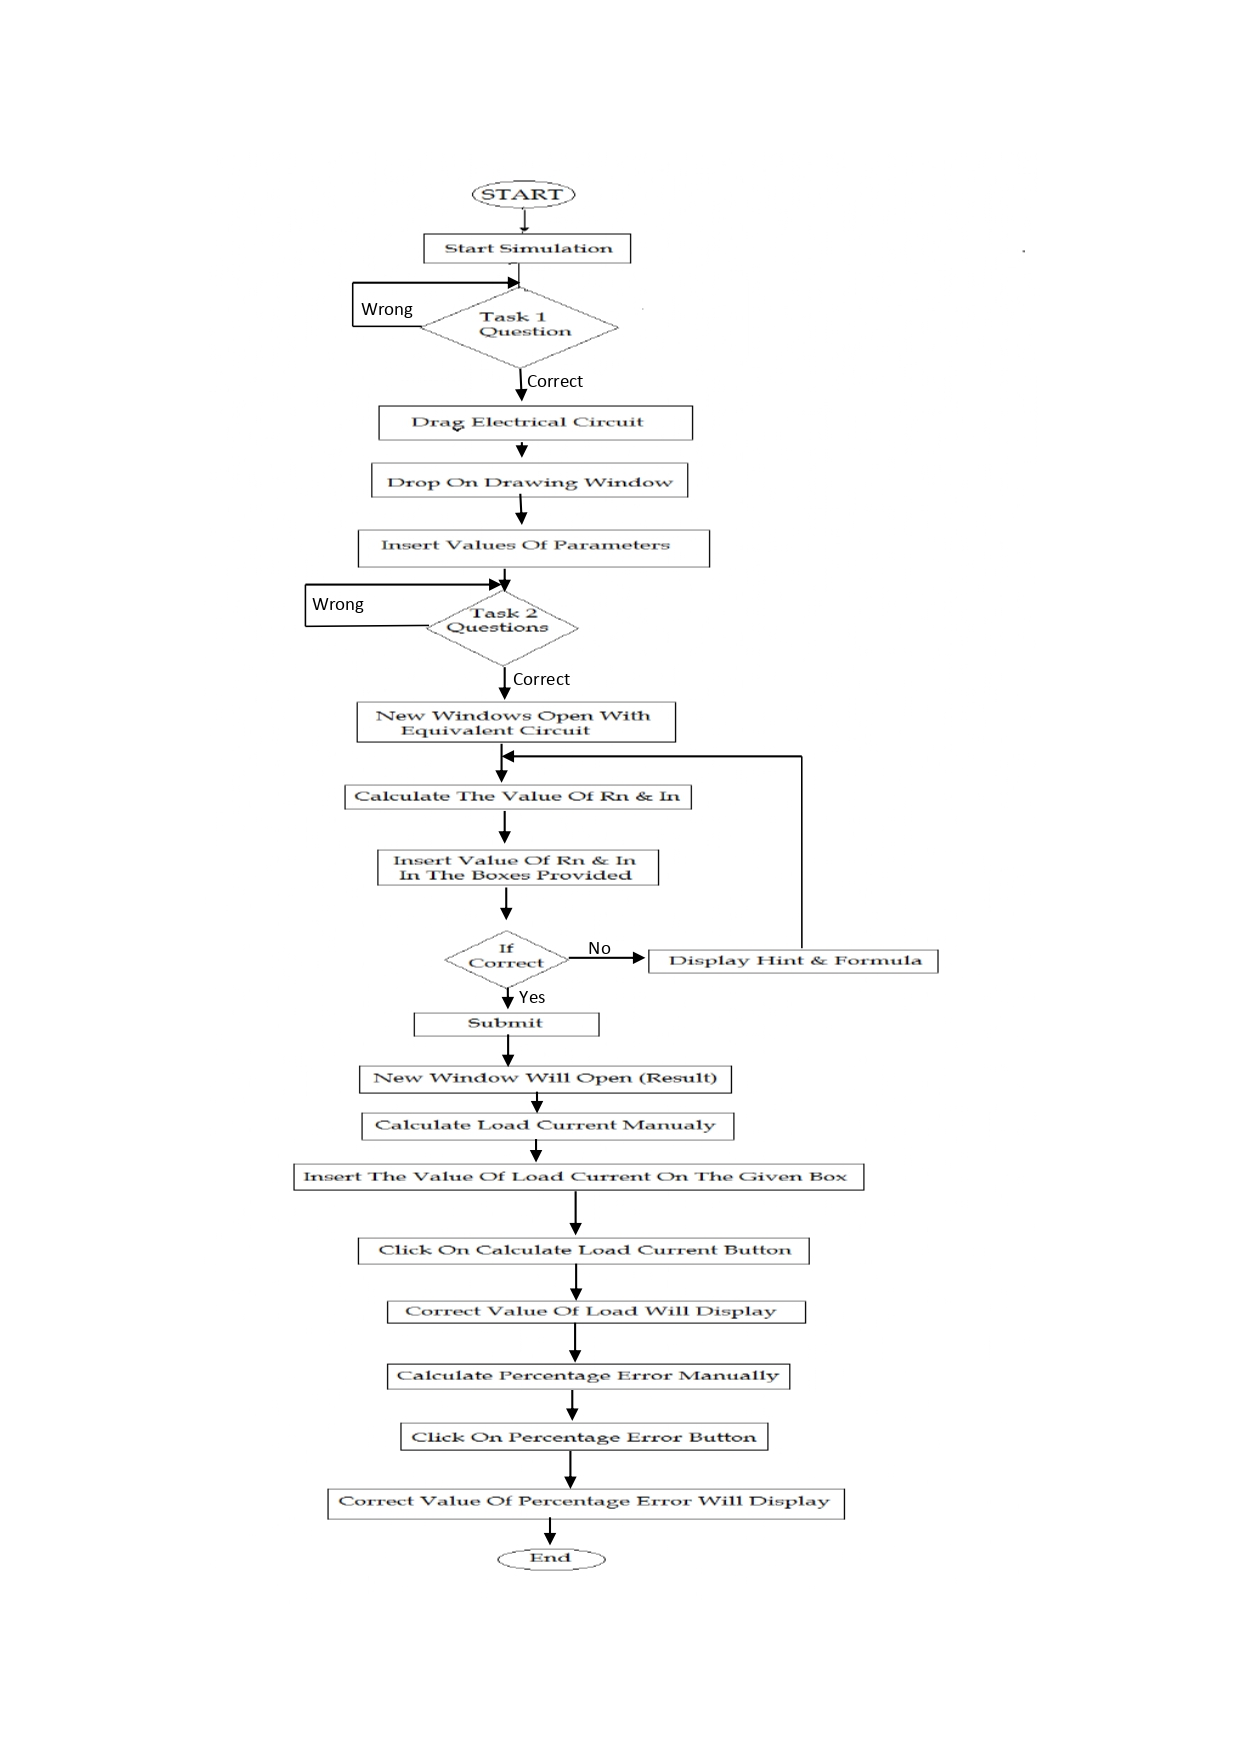 START
Start Simulation
Wrong
Task 1
Question
Correct
Drag Electrical Circuit
Drop On Drawing Window
Insert Values Of Parameters
Wrong
Task 2
Questions
Correct
New Windows Open With
Equivalent Circuit
Calculate The Value Of Rn & In
Insert Value Of Rn & In
In The Boxes Provided
If
Correct
No
Display Hint & Formula
Yes
Submit
New Window Will Open (Result)
Calculate Load Current Manualy
Insert The Value Of Load Current On The Given Box
Click On Calculate Load Current Button
Correct Value Of Load Will Display
Calculate Percentage Error Manually
Click On Percentage Error Button
Correct Value Of Percentage Error Will Display
End